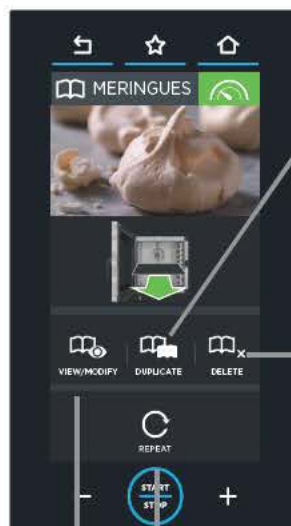 MERINGUES
VIEW/MODIFY DUPLICATE DELETE
REPEAT
START
STOP